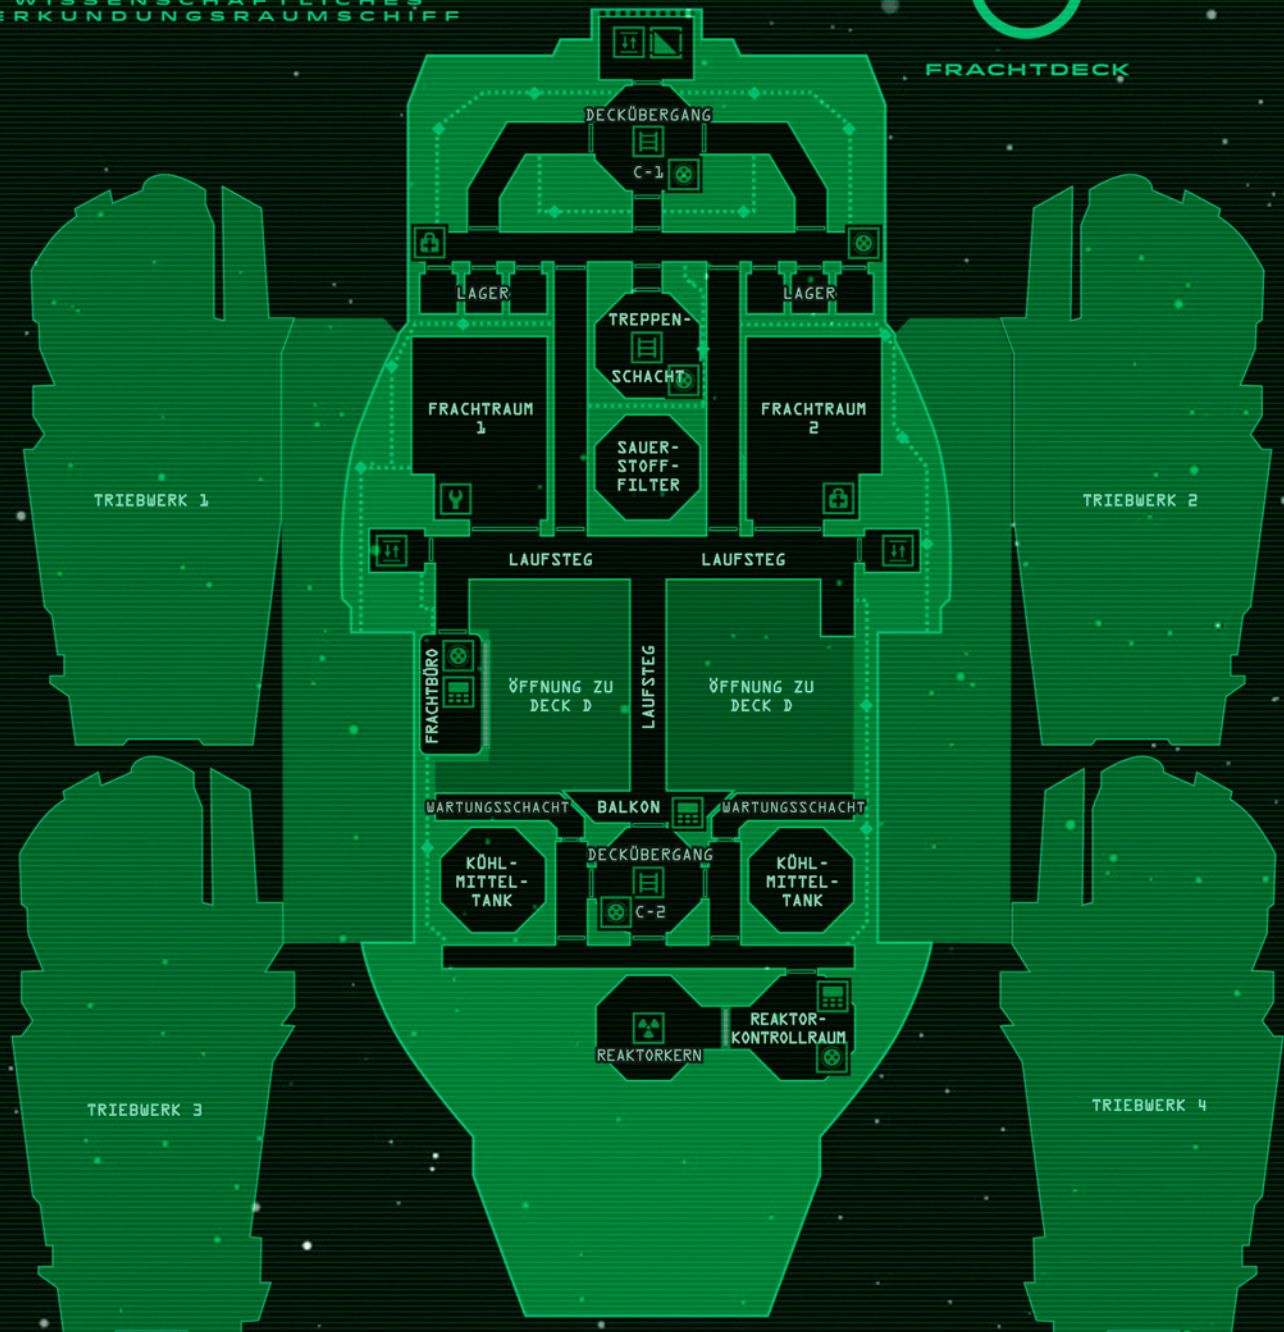 WISSENSCHAFTLICHES
ERKUNDUNGSRAUMSCHIFF
FRACHTDECK
DECKÜBERGANG
C-1
LAGER
LAGER
TREPPEN-
SCHACHT
FRACHTRAUM
1
FRACHTRAUM
2
SAUER-
STOFF-
FILTER
TRIEBWERK 1
TRIEBWERK 2
LAUFSTEG
LAUFSTEG
FRACHTBÜRO
ÖFFNUNG ZU
DECK D
LAUFSTEG
ÖFFNUNG ZU
DECK D
WARTUNGSSCHACHT
BALKON
WARTUNGSSCHACHT
DECKÜBERGANG
C-2
KÜHL-
MITTEL-
TANK
KÜHL-
MITTEL-
TANK
REAKTORKERN
REAKTOR-
KONTROLLRAUM
TRIEBWERK 3
TRIEBWERK 4